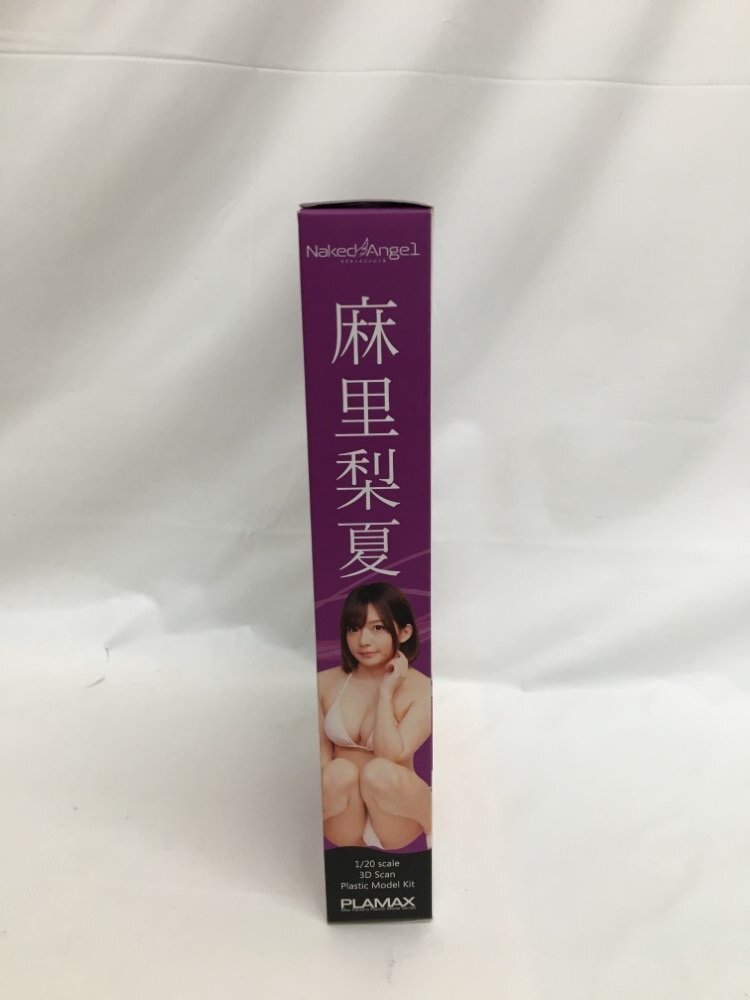 Naked Angel
麻里梨夏
1/20 scale
3D Scan
Plastic Model Kit
PLAMAX